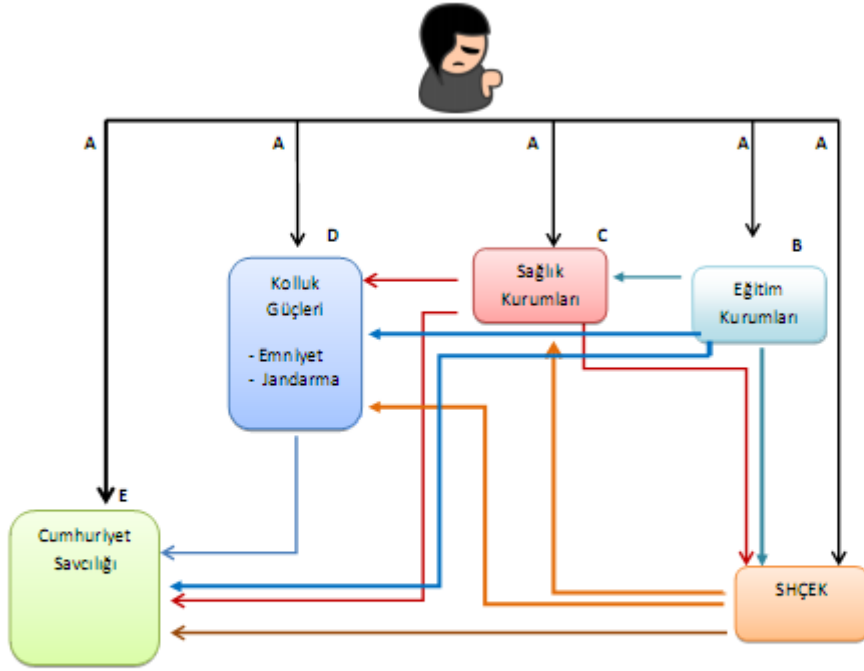 A A A A A
D
C
B
Kolluk
Güçleri
- Emniyet
- Jandarma
Sağlık
Kurumları
Eğitim
Kurumları
E
Cumhuriyet
Savcılığı
SHÇEK